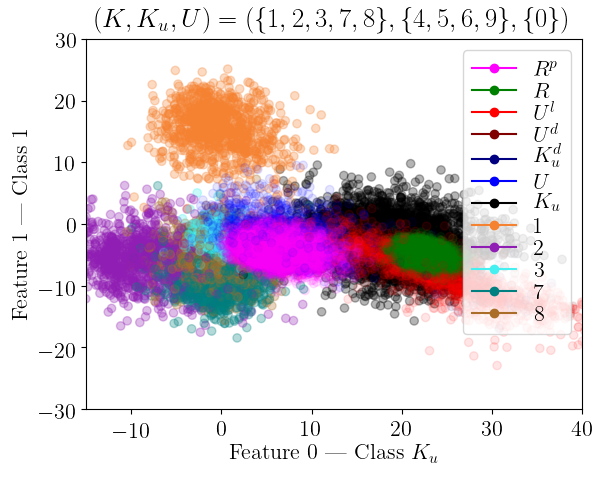 (K, K_u, U) = ({1, 2, 3, 7, 8}, {4, 5, 6, 9}, {0})
30
20
10
0
−10
−20
−30
Feature 1 — Class 1
R^p
R
U^l
U^d
K_u^d
U
K_u
1
2
3
7
8
−10 0 10 20 30 40
Feature 0 — Class K_u